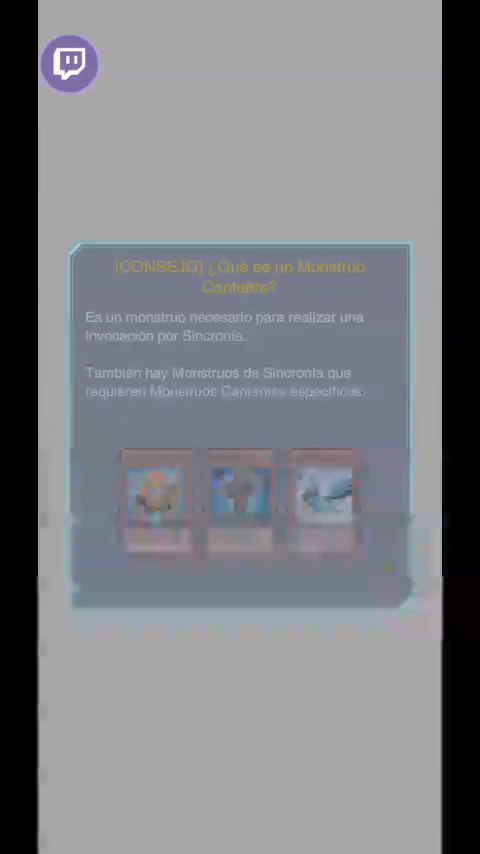 [CONSEJO] ¿Qué es un Monstruo
Cantante?
Es un monstruo necesario para realizar una
Invocación por Sincronía.
También hay Monstruos de Sincronía que
requieren Monstruos Cantantes específicos.